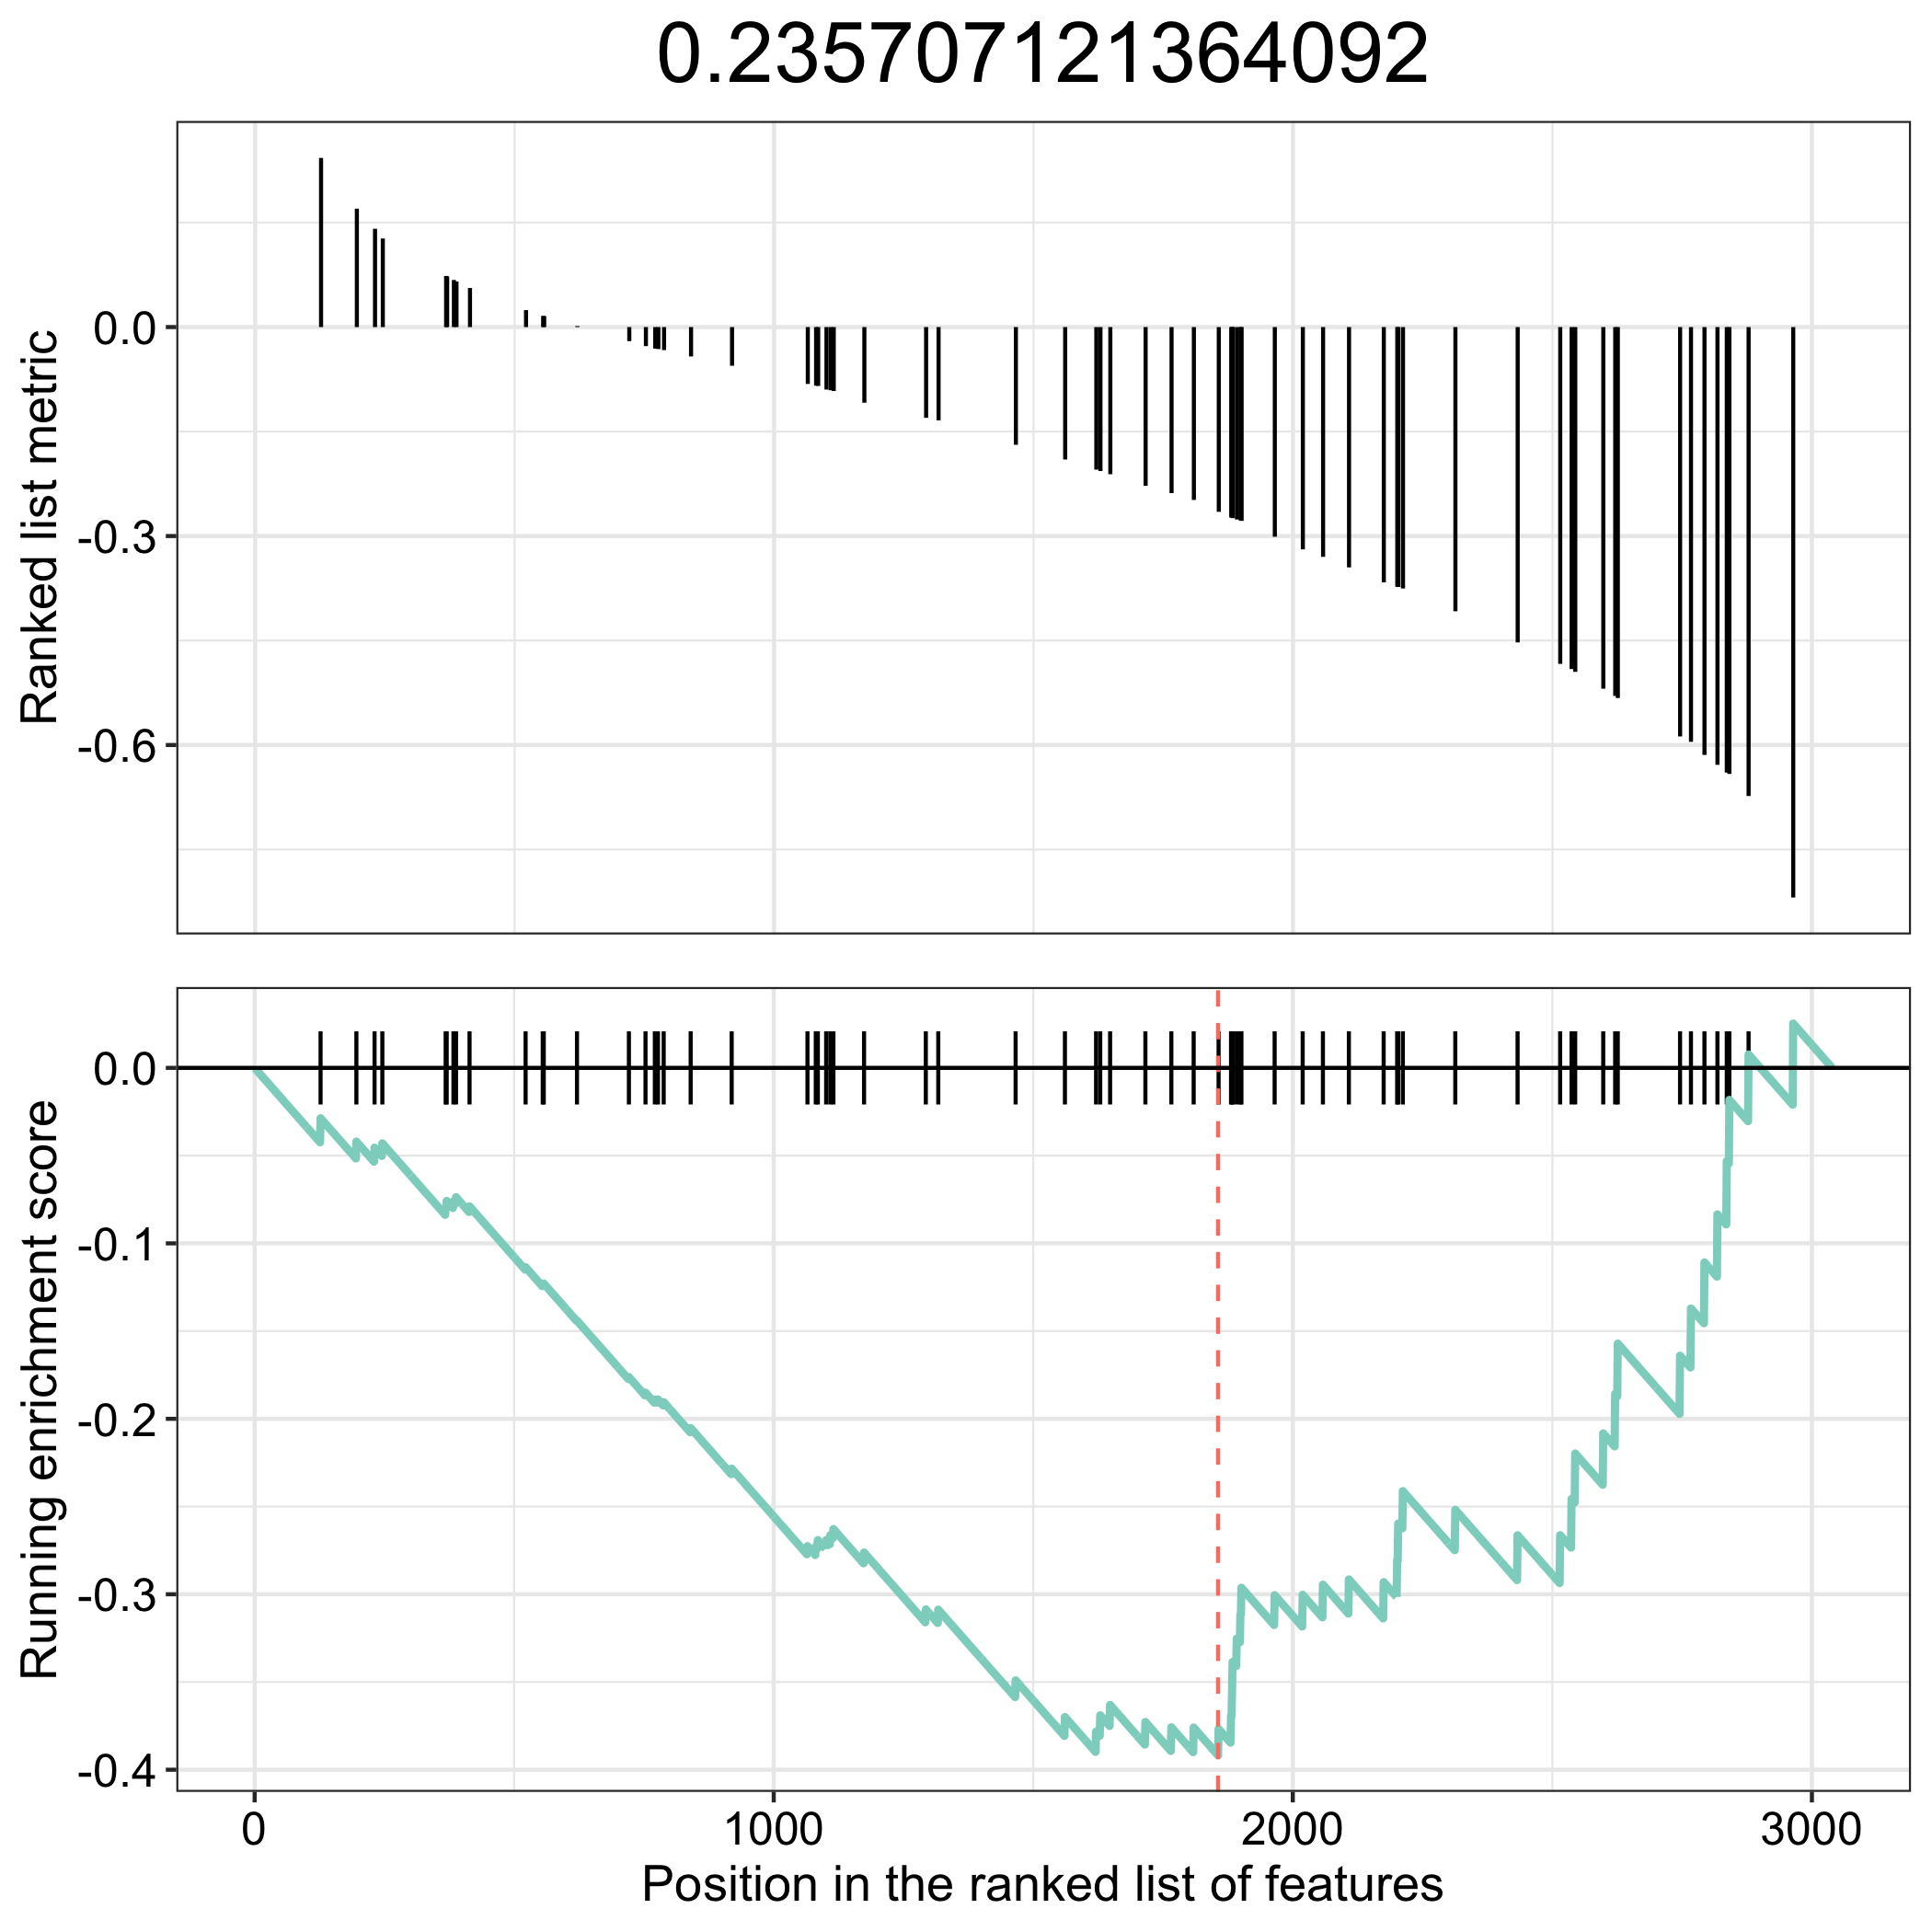 0.235707121364092
Ranked list metric
0.0
-0.3
-0.6
Running enrichment score
0.0
-0.1
-0.2
-0.3
-0.4
0 1000 2000 3000
Position in the ranked list of features